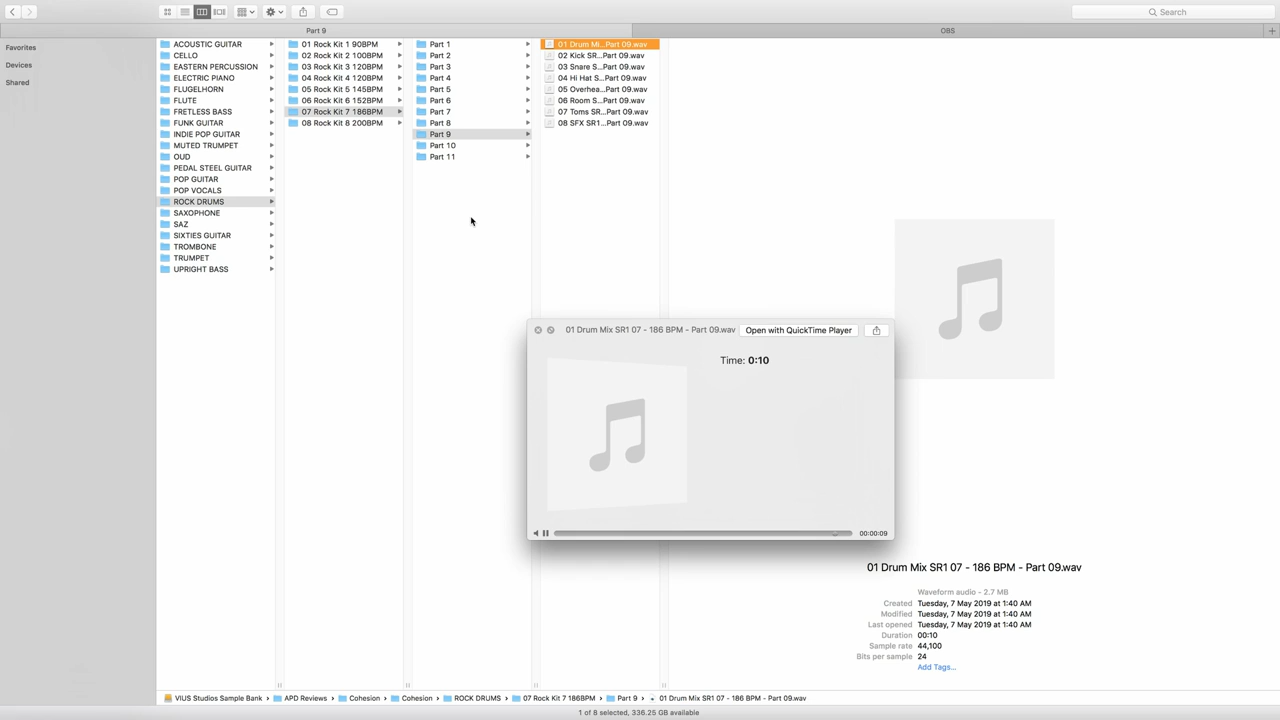 Search
Part 9
OBS
Favorites
Devices
Shared
ACOUSTIC GUITAR
CELLO
EASTERN PERCUSSION
ELECTRIC PIANO
FLUGELHORN
FLUTE
FRETLESS BASS
FUNK GUITAR
INDIE POP GUITAR
MUTED TRUMPET
OUD
PEDAL STEEL GUITAR
POP GUITAR
POP VOCALS
ROCK DRUMS
SAXOPHONE
SAZ
SIXTIES GUITAR
TROMBONE
TRUMPET
UPRIGHT BASS
01 Rock Kit 1 90BPM
02 Rock Kit 2 100BPM
03 Rock Kit 3 120BPM
04 Rock Kit 4 120BPM
05 Rock Kit 5 145BPM
06 Rock Kit 6 152BPM
07 Rock Kit 7 186BPM
08 Rock Kit 8 200BPM
Part 1
Part 2
Part 3
Part 4
Part 5
Part 6
Part 7
Part 8
Part 9
Part 10
Part 11
01 Drum Mi...Part 09.wav
02 Kick SR...Part 09.wav
03 Snare S...Part 09.wav
04 Hi Hat S...Part 09.wav
05 Overhea...Part 09.wav
06 Room S...Part 09.wav
07 Toms SR...Part 09.wav
08 SFX SR1...Part 09.wav
01 Drum Mix SR1 07 - 186 BPM - Part 09.wav
Open with QuickTime Player
Time: 0:10
00:00:09
01 Drum Mix SR1 07 - 186 BPM - Part 09.wav
Waveform audio - 2.7 MB
Created Tuesday, 7 May 2019 at 1:40 AM
Modified Tuesday, 7 May 2019 at 1:40 AM
Last opened Tuesday, 7 May 2019 at 1:40 AM
Duration 00:10
Sample rate 44,100
Bits per sample 24
Add Tags...
VIUS Studios Sample Bank › APD Reviews › Cohesion › Cohesion › ROCK DRUMS › 07 Rock Kit 7 186BPM › Part 9 › 01 Drum Mix SR1 07 - 186 BPM - Part 09.wav
1 of 8 selected, 336.25 GB available